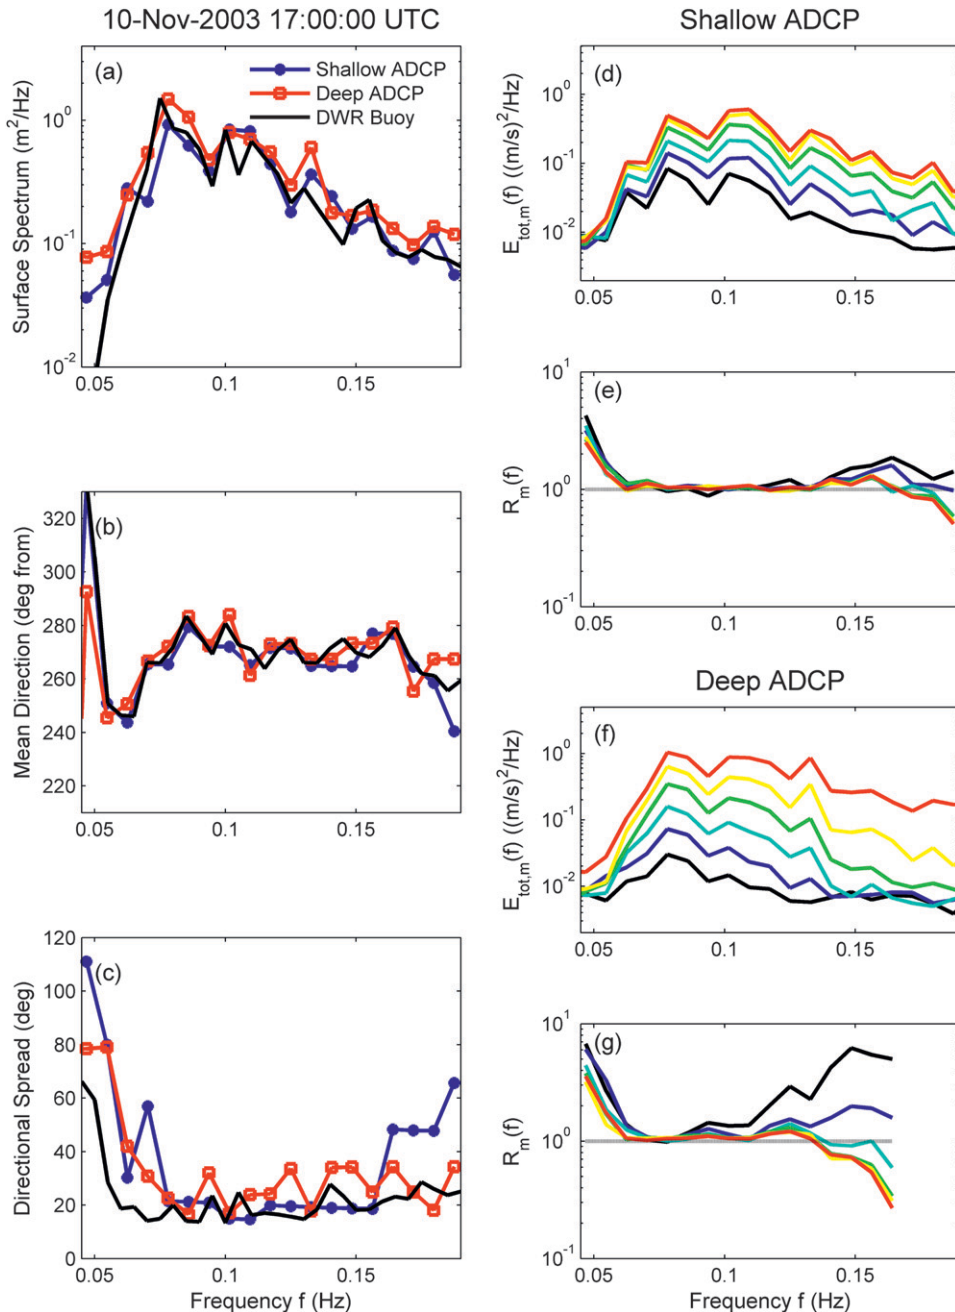 10-Nov-2003 17:00:00 UTC
(a)
Shallow ADCP
Deep ADCP
DWR Buoy
Surface Spectrum (m²/Hz)
10⁰
10⁻¹
10⁻²
0.05 0.1 0.15
(b)
Mean Direction (deg from)
320
300
280
260
240
220
0.05 0.1 0.15
(c)
Directional Spread (deg)
120
100
80
60
40
20
0
0.05 0.1 0.15
Frequency f (Hz)
Shallow ADCP
(d)
E_tot,m(f) ((m/s)²/Hz)
10⁰
10⁻¹
10⁻²
0.05 0.1 0.15
(e)
R_m(f)
10¹
10⁰
10⁻¹
0.05 0.1 0.15
Deep ADCP
(f)
E_tot,m(f) ((m/s)²/Hz)
10⁰
10⁻¹
10⁻²
0.05 0.1 0.15
(g)
R_m(f)
10¹
10⁰
10⁻¹
0.05 0.1 0.15
Frequency f (Hz)